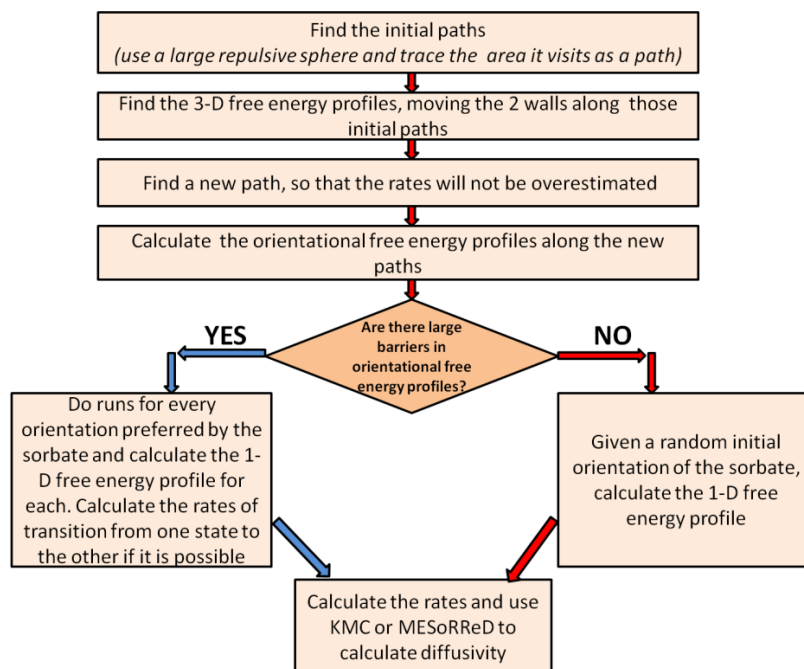 Find the initial paths
(use a large repulsive sphere and trace the area it visits as a path)
Find the 3-D free energy profiles, moving the 2 walls along those
initial paths
Find a new path, so that the rates will not be overestimated
Calculate the orientational free energy profiles along the new
paths
Are there large
barriers in
orientational free
energy profiles?
YES
NO
Do runs for every
orientation preferred by the
sorbate and calculate the 1-
D free energy profile for
each. Calculate the rates of
transition from one state to
the other if it is possible
Given a random initial
orientation of the sorbate,
calculate the 1-D free
energy profile
Calculate the rates and use
KMC or MESoRReD to
calculate diffusivity